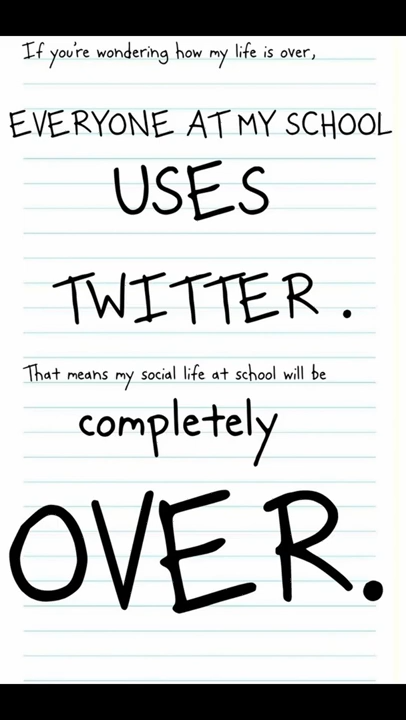 If you're wondering how my life is over,
EVERYONE AT MY SCHOOL
USES
TWITTER.
That means my social life at school will be
completely
OVER.